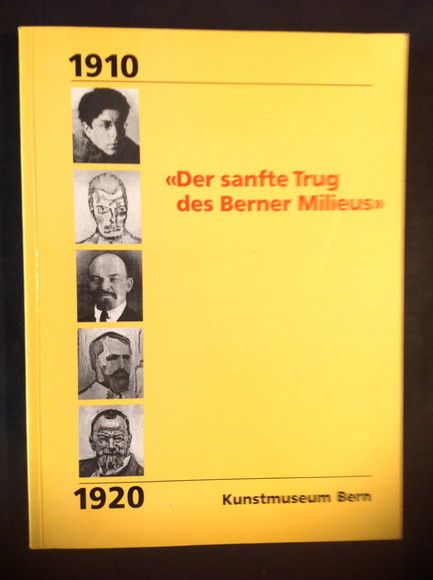 1910
«Der sanfte Trug
des Berner Milieus»
1920
Kunstmuseum Bern